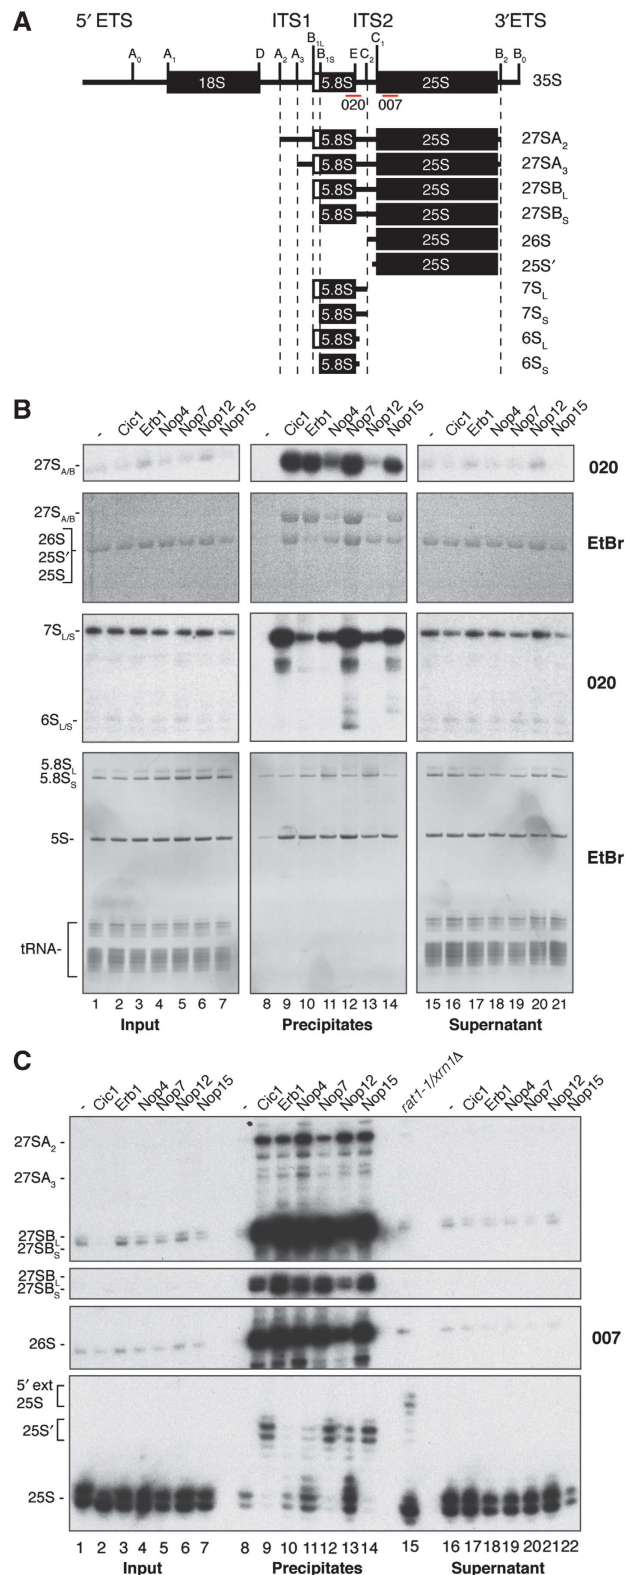 A
5′ ETS ITS1 ITS2 3′ETS
A0 A1 D A2 A3 B1L B1S E C2 C1 B2 B0
18S 5.8S 25S 35S
020 007
5.8S 25S 27SA2
5.8S 25S 27SA3
5.8S 25S 27SBL
5.8S 25S 27SBS
25S 26S
25S 25S′
5.8S 7SL
5.8S 7SS
5.8S 6SL
5.8S 6SS
B
- Cic1 Erb1 Nop4 Nop7 Nop12 Nop15 - Cic1 Erb1 Nop4 Nop7 Nop12 Nop15 - Cic1 Erb1 Nop4 Nop7 Nop12 Nop15
27SA/B- 020
27SA/B-
26S
25S′
25S
EtBr
7SL/S- 020
6SL/S-
5.8SL
5.8SS
5S-
EtBr
tRNA-
1 2 3 4 5 6 7 8 9 10 11 12 13 14 15 16 17 18 19 20 21
Input Precipitates Supernatant
C
- Cic1 Erb1 Nop4 Nop7 Nop12 Nop15 - Cic1 Erb1 Nop4 Nop7 Nop12 Nop15 rat1-1/xrn1Δ - Cic1 Erb1 Nop4 Nop7 Nop12 Nop15
27SA2 -
27SA3 -
27SBL -
27SBS -
27SBL -
27SBS -
26S - 007
5′ ext
25S
25S′
25S -
1 2 3 4 5 6 7 8 9 10 11 12 13 14 15 16 17 18 19 20 21 22
Input Precipitates Supernatant